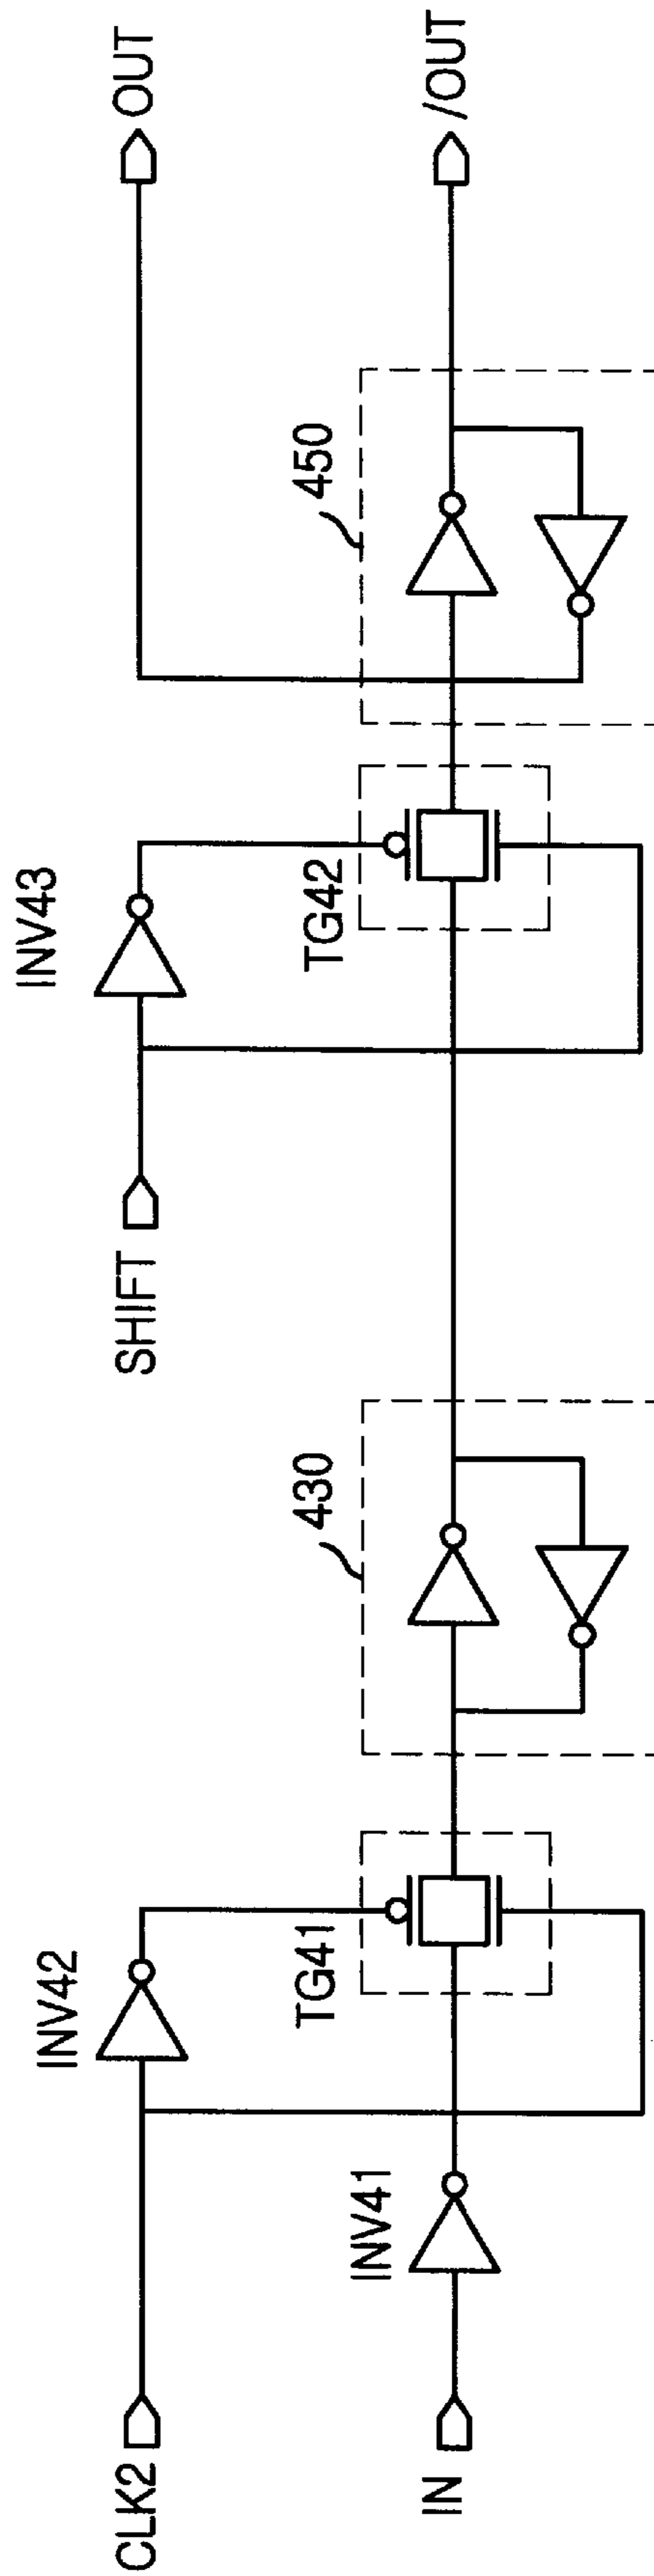 CLK2
IN
INV42
INV41
TG41
430
SHIFT
INV43
TG42
450
OUT
/OUT